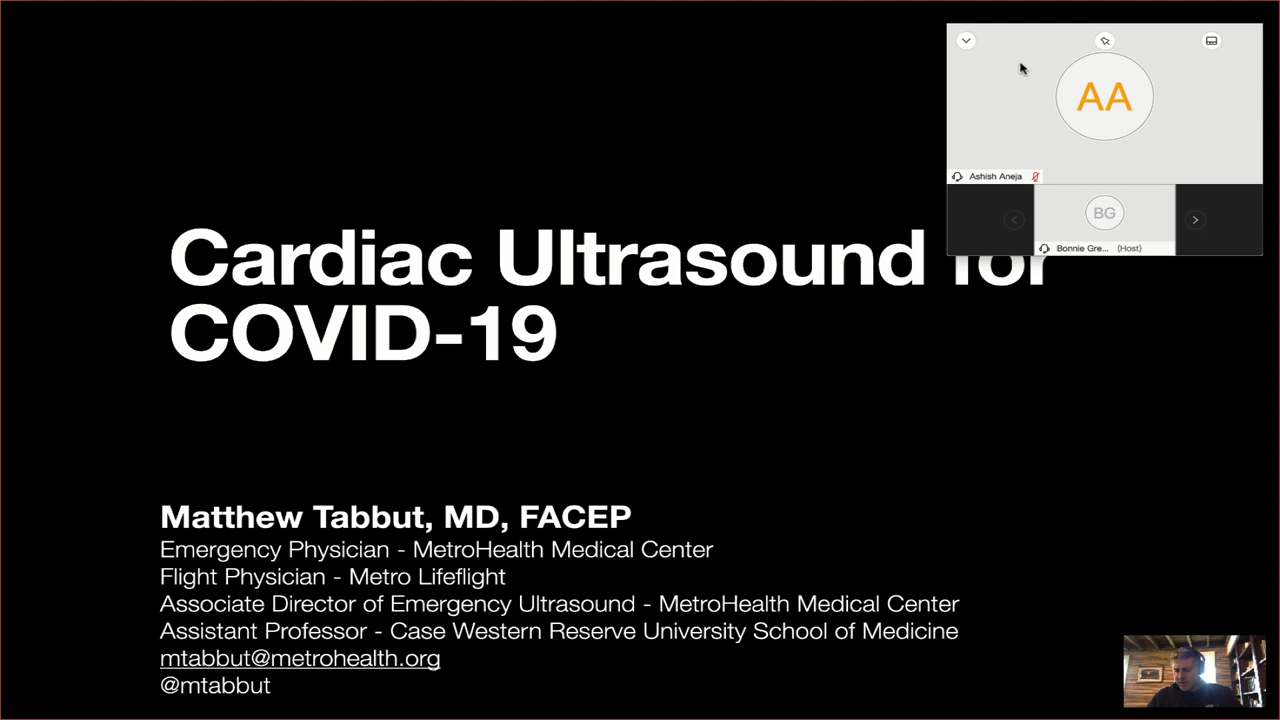 AA
Ashish Aneja
BG
Bonnie Gre... (Host)
Cardiac Ultrasound for
COVID-19
Matthew Tabbut, MD, FACEP
Emergency Physician - MetroHealth Medical Center
Flight Physician - Metro Lifeflight
Associate Director of Emergency Ultrasound - MetroHealth Medical Center
Assistant Professor - Case Western Reserve University School of Medicine
mtabbut@metrohealth.org
@mtabbut